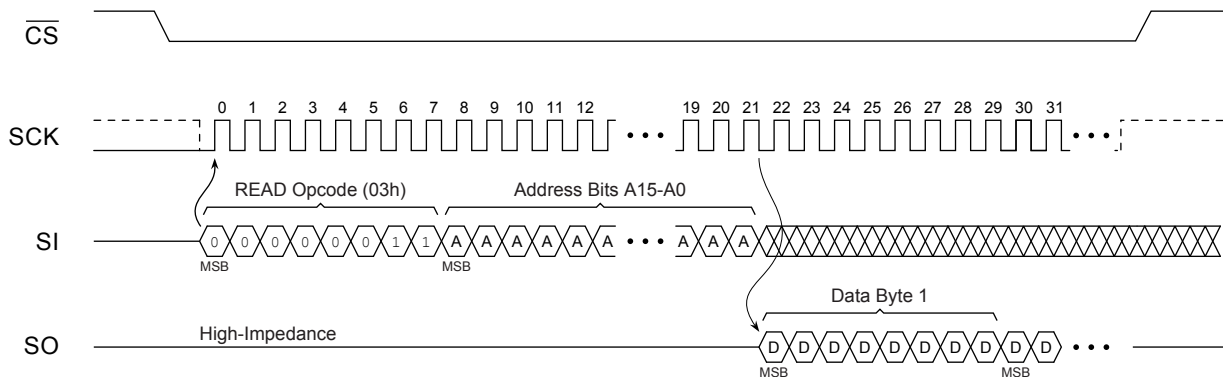 CS
0 1 2 3 4 5 6 7 8 9 10 11 12 19 20 21 22 23 24 25 26 27 28 29 30 31
SCK
READ Opcode (03h) Address Bits A15-A0
SI 0 0 0 0 0 0 1 1 A A A A A A A A A
MSB MSB
Data Byte 1
High-Impedance
SO D D D D D D D D D D
MSB MSB